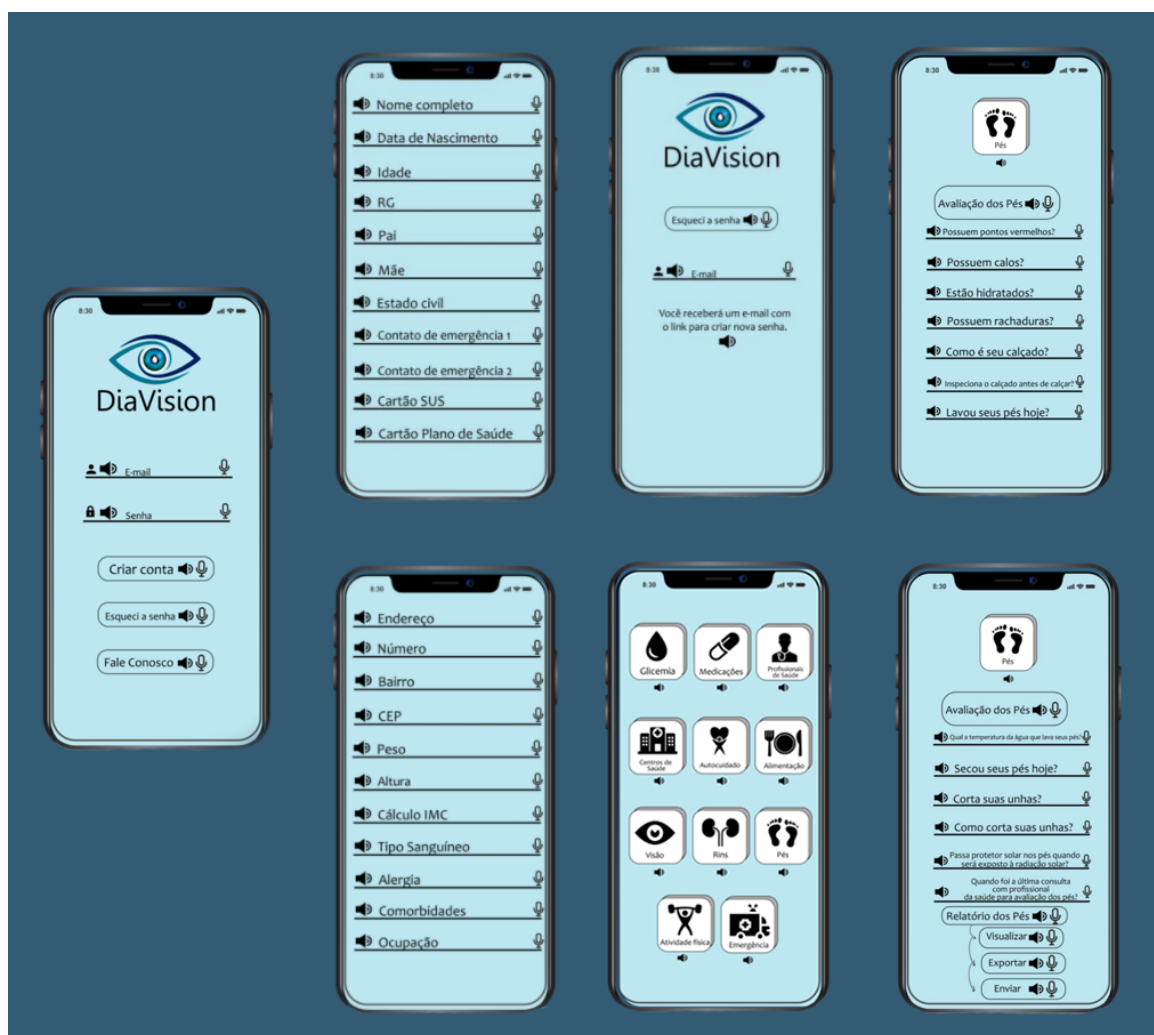 8:30
DiaVision
E-mail
Senha
Criar conta
Esqueci a senha
Fale Conosco
8:30
Nome completo
Data de Nascimento
Idade
RG
Pai
Mãe
Estado civil
Contato de emergência 1
Contato de emergência 2
Cartão SUS
Cartão Plano de Saúde
8:30
DiaVision
Esqueci a senha
E-mail
Você receberá um e-mail com
o link para criar nova senha.
8:30
Pés
Avaliação dos Pés
Possuem pontos vermelhos?
Possuem calos?
Estão hidratados?
Possuem rachaduras?
Como é seu calçado?
Inspeciona o calçado antes de calçar?
Lavou seus pés hoje?
8:30
Endereço
Número
Bairro
CEP
Peso
Altura
Cálculo IMC
Tipo Sanguíneo
Alergia
Comorbidades
Ocupação
8:30
Glicemia
Medicações
Profissionais
de Saúde
Centros de
Saúde
Autocuidado
Alimentação
Visão
Rins
Pés
Atividade física
Emergência
8:30
Pés
Avaliação dos Pés
Qual a temperatura da água que lava seus pés?
Secou seus pés hoje?
Corta suas unhas?
Como corta suas unhas?
Passa protetor solar nos pés quando
será exposto à radiação solar?
Quando foi a última consulta
com profissional
da saúde para avaliação dos pés?
Relatório dos Pés
Visualizar
Exportar
Enviar